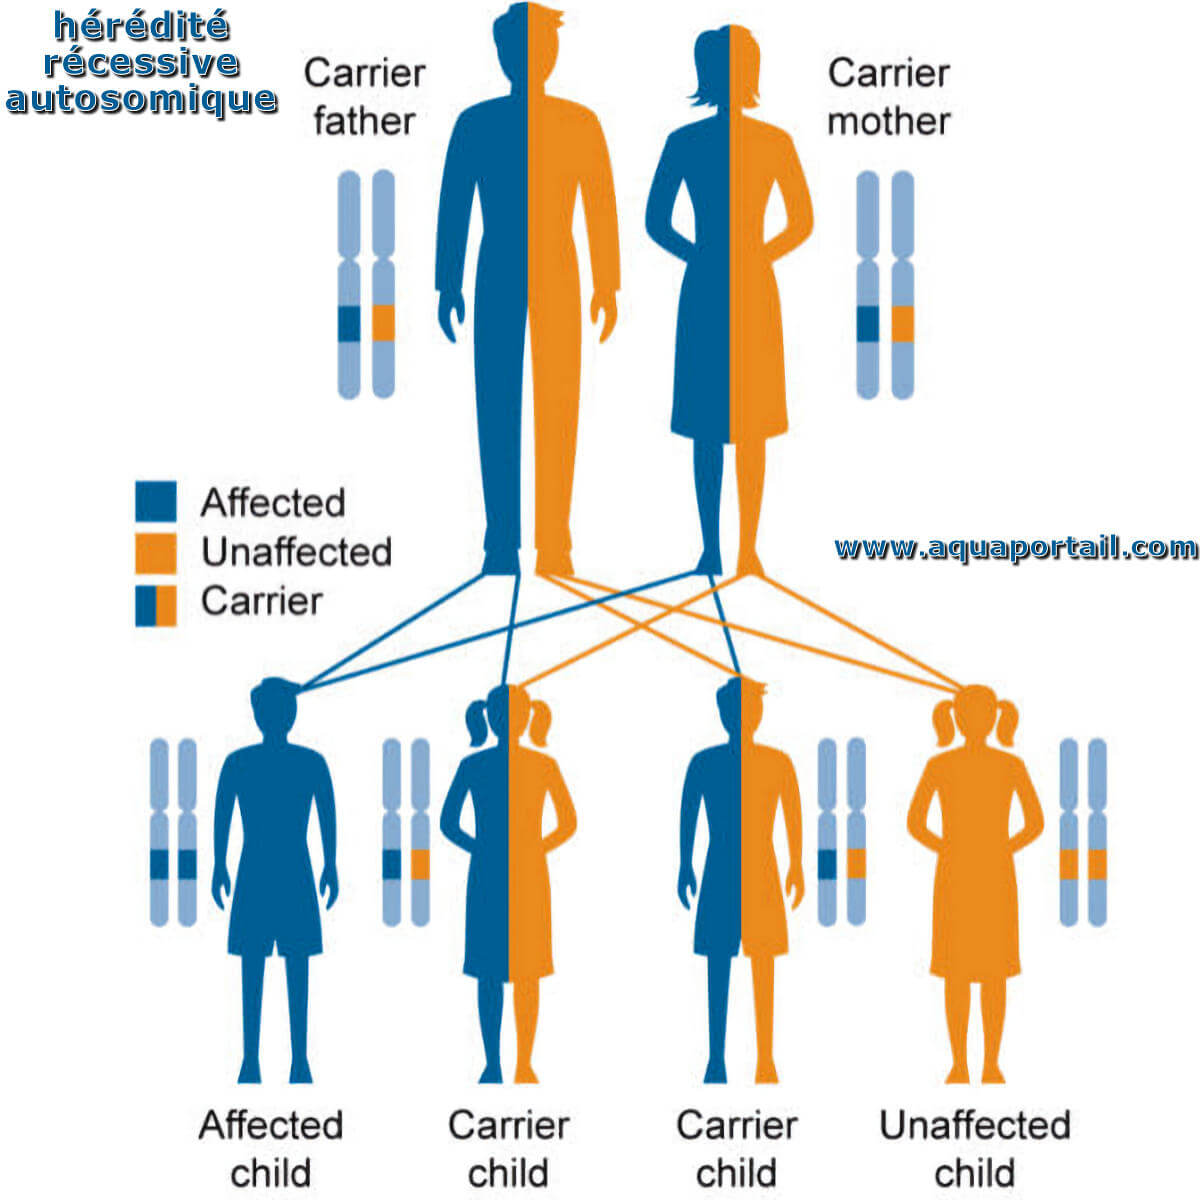 hérédité
récessive
autosomique
Carrier
father
Carrier
mother
Affected
Unaffected
Carrier
www.aquaportail.com
Affected
child
Carrier
child
Carrier
child
Unaffected
child